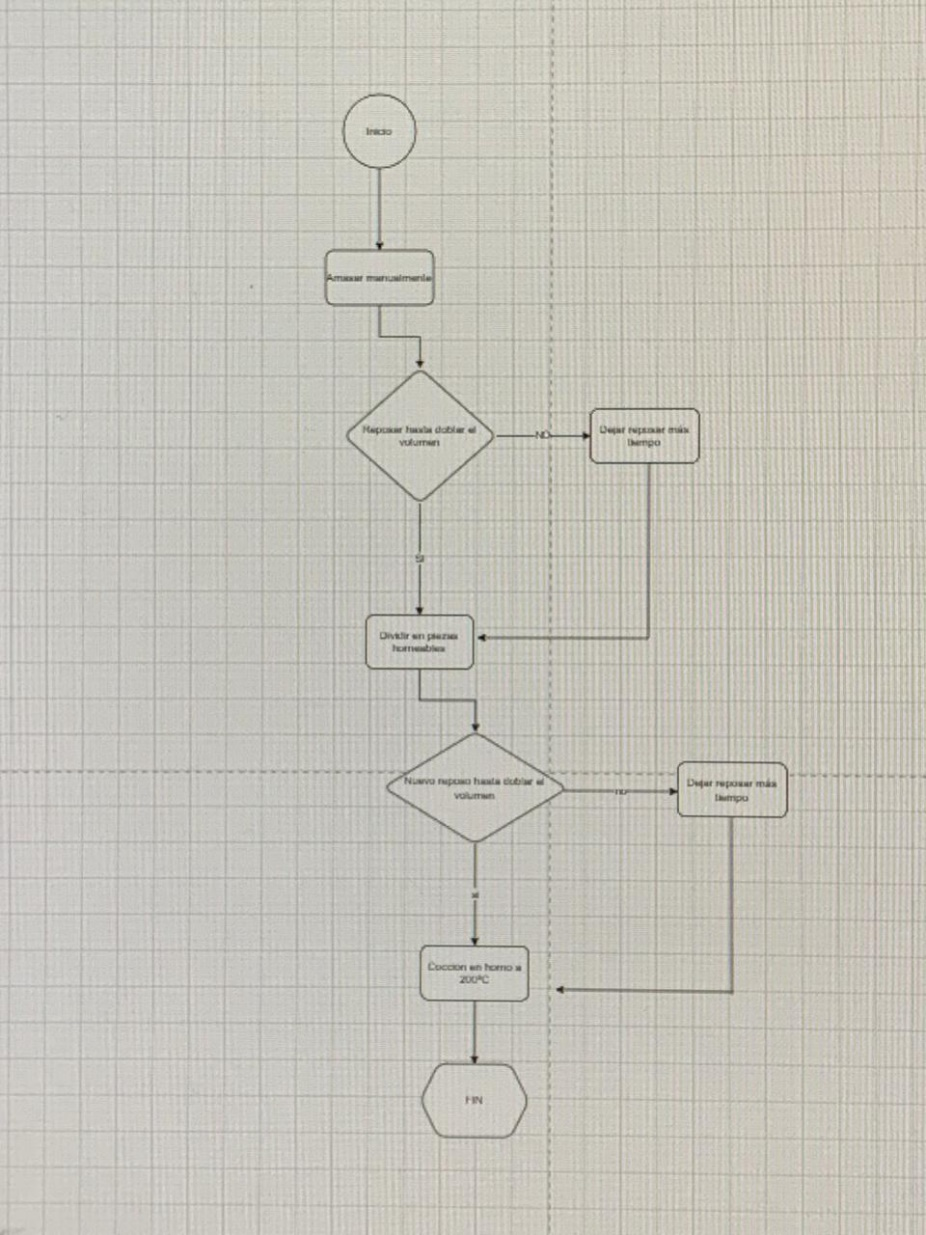 Inicio
Amasar manualmente
Reposar hasta doblar el
volumen
NO
Dejar reposar más
tiempo
SI
Dividir en piezas
horneables
Nuevo reposo hasta doblar el
volumen
no
Dejar reposar más
tiempo
si
Coccion en horno a
200ºC
FIN